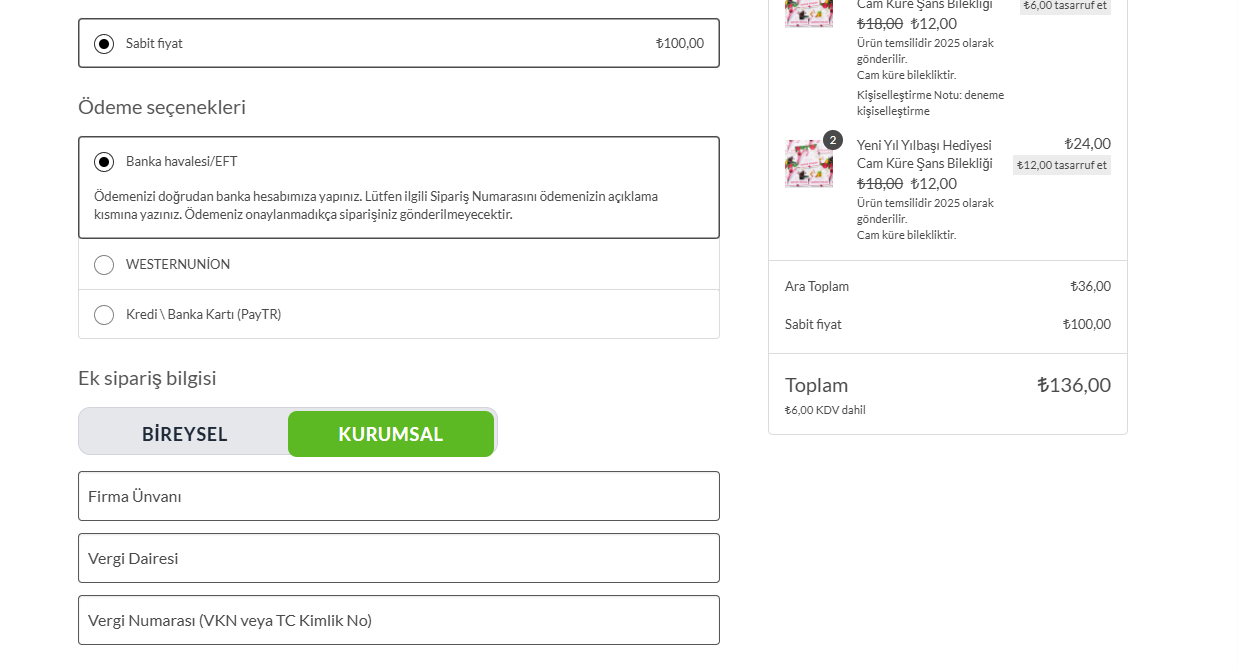 Sabit fiyat ₺100,00
Ödeme seçenekleri
Banka havalesi/EFT
Ödemenizi doğrudan banka hesabımıza yapınız. Lütfen ilgili Sipariş Numarasını ödemenizin açıklama
kısmına yazınız. Ödemeniz onaylanmadıkça siparişiniz gönderilmeyecektir.
WESTERNUNİON
Kredi \ Banka Kartı (PayTR)
Ek sipariş bilgisi
BİREYSEL KURUMSAL
Firma Ünvanı
Vergi Dairesi
Vergi Numarası (VKN veya TC Kimlik No)
Cam Küre Şans Bilekliği ₺6,00 tasarruf et
₺18,00 ₺12,00
Ürün temsilidir 2025 olarak
gönderilir.
Cam küre bilekliktir.
Kişiselleştirme Notu: deneme
kişiselleştirme
2 Yeni Yıl Yılbaşı Hediyesi ₺24,00
Cam Küre Şans Bilekliği ₺12,00 tasarruf et
₺18,00 ₺12,00
Ürün temsilidir 2025 olarak
gönderilir.
Cam küre bilekliktir.
Ara Toplam ₺36,00
Sabit fiyat ₺100,00
Toplam ₺136,00
₺6,00 KDV dahil